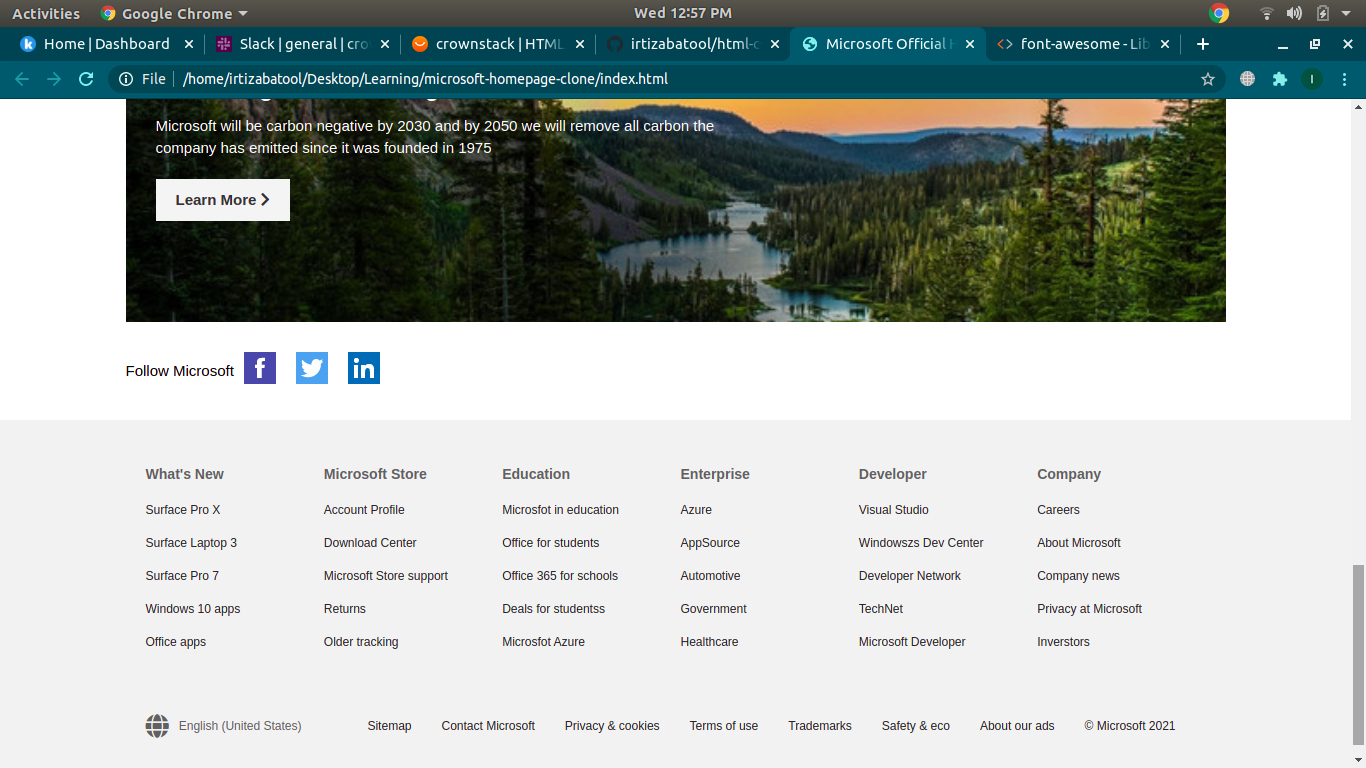 Activities Google Chrome Wed 12:57 PM
Home | Dashboard Slack | general | cro crownstack | HTML irtizabatool/html-c Microsoft Official H font-awesome - Lib
File /home/irtizabatool/Desktop/Learning/microsoft-homepage-clone/index.html I
Microsoft will be carbon negative by 2030 and by 2050 we will remove all carbon the
company has emitted since it was founded in 1975
Learn More
Follow Microsoft f in
What's New Microsoft Store Education Enterprise Developer Company
Surface Pro X Account Profile Microsfot in education Azure Visual Studio Careers
Surface Laptop 3 Download Center Office for students AppSource Windowszs Dev Center About Microsoft
Surface Pro 7 Microsoft Store support Office 365 for schools Automotive Developer Network Company news
Windows 10 apps Returns Deals for studentss Government TechNet Privacy at Microsoft
Office apps Older tracking Microsfot Azure Healthcare Microsoft Developer Inverstors
English (United States) Sitemap Contact Microsoft Privacy & cookies Terms of use Trademarks Safety & eco About our ads © Microsoft 2021